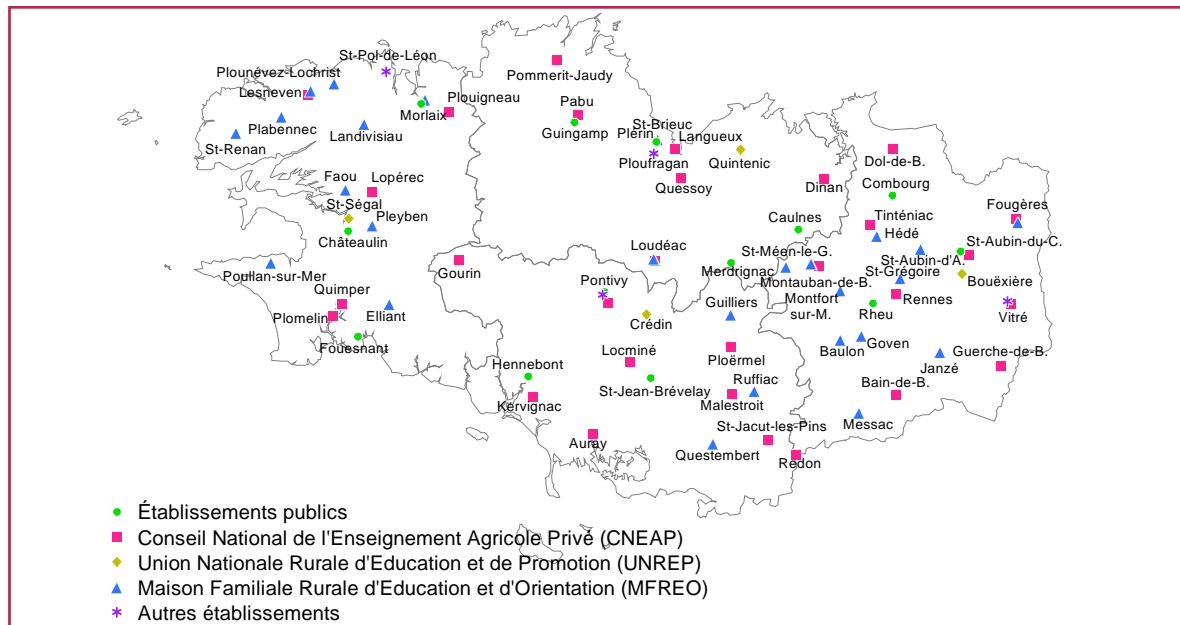 St-Pol-de-Léon
Plounévez-Lochrist
Lesneven
Plouigneau
Morlaix
Plabennec
Landivisiau
St-Renan
Pommerit-Jaudy
Pabu
Guingamp
St-Brieuc
Plérin
Langueux
Ploufragan
Quintenic
Quessoy
Dinan
Dol-de-B.
Combourg
Faou
Lopérec
St-Ségal
Pleyben
Châteaulin
Caulnes
Tinténiac
Hédé
Fougères
St-Aubin-du-C.
St-Aubin-d'A.
Poullan-sur-Mer
Gourin
Loudéac
St-Méen-le-G.
Merdrignac
Montauban-de-B.
St-Grégoire
Bouëxière
Quimper
Plomelin
Elliant
Fouesnant
Pontivy
Crédin
Guilliers
Montfort
sur-M.
Rennes
Rheu
Vitré
Locminé
Ploërmel
Baulon
Goven
Janzé
Guerche-de-B.
Hennebont
St-Jean-Brévelay
Ruffiac
Kervignac
Malestroit
Bain-de-B.
Messac
Auray
St-Jacut-les-Pins
Questembert
Redon
Établissements publics
Conseil National de l'Enseignement Agricole Privé (CNEAP)
Union Nationale Rurale d'Education et de Promotion (UNREP)
Maison Familiale Rurale d'Education et d'Orientation (MFREO)
Autres établissements